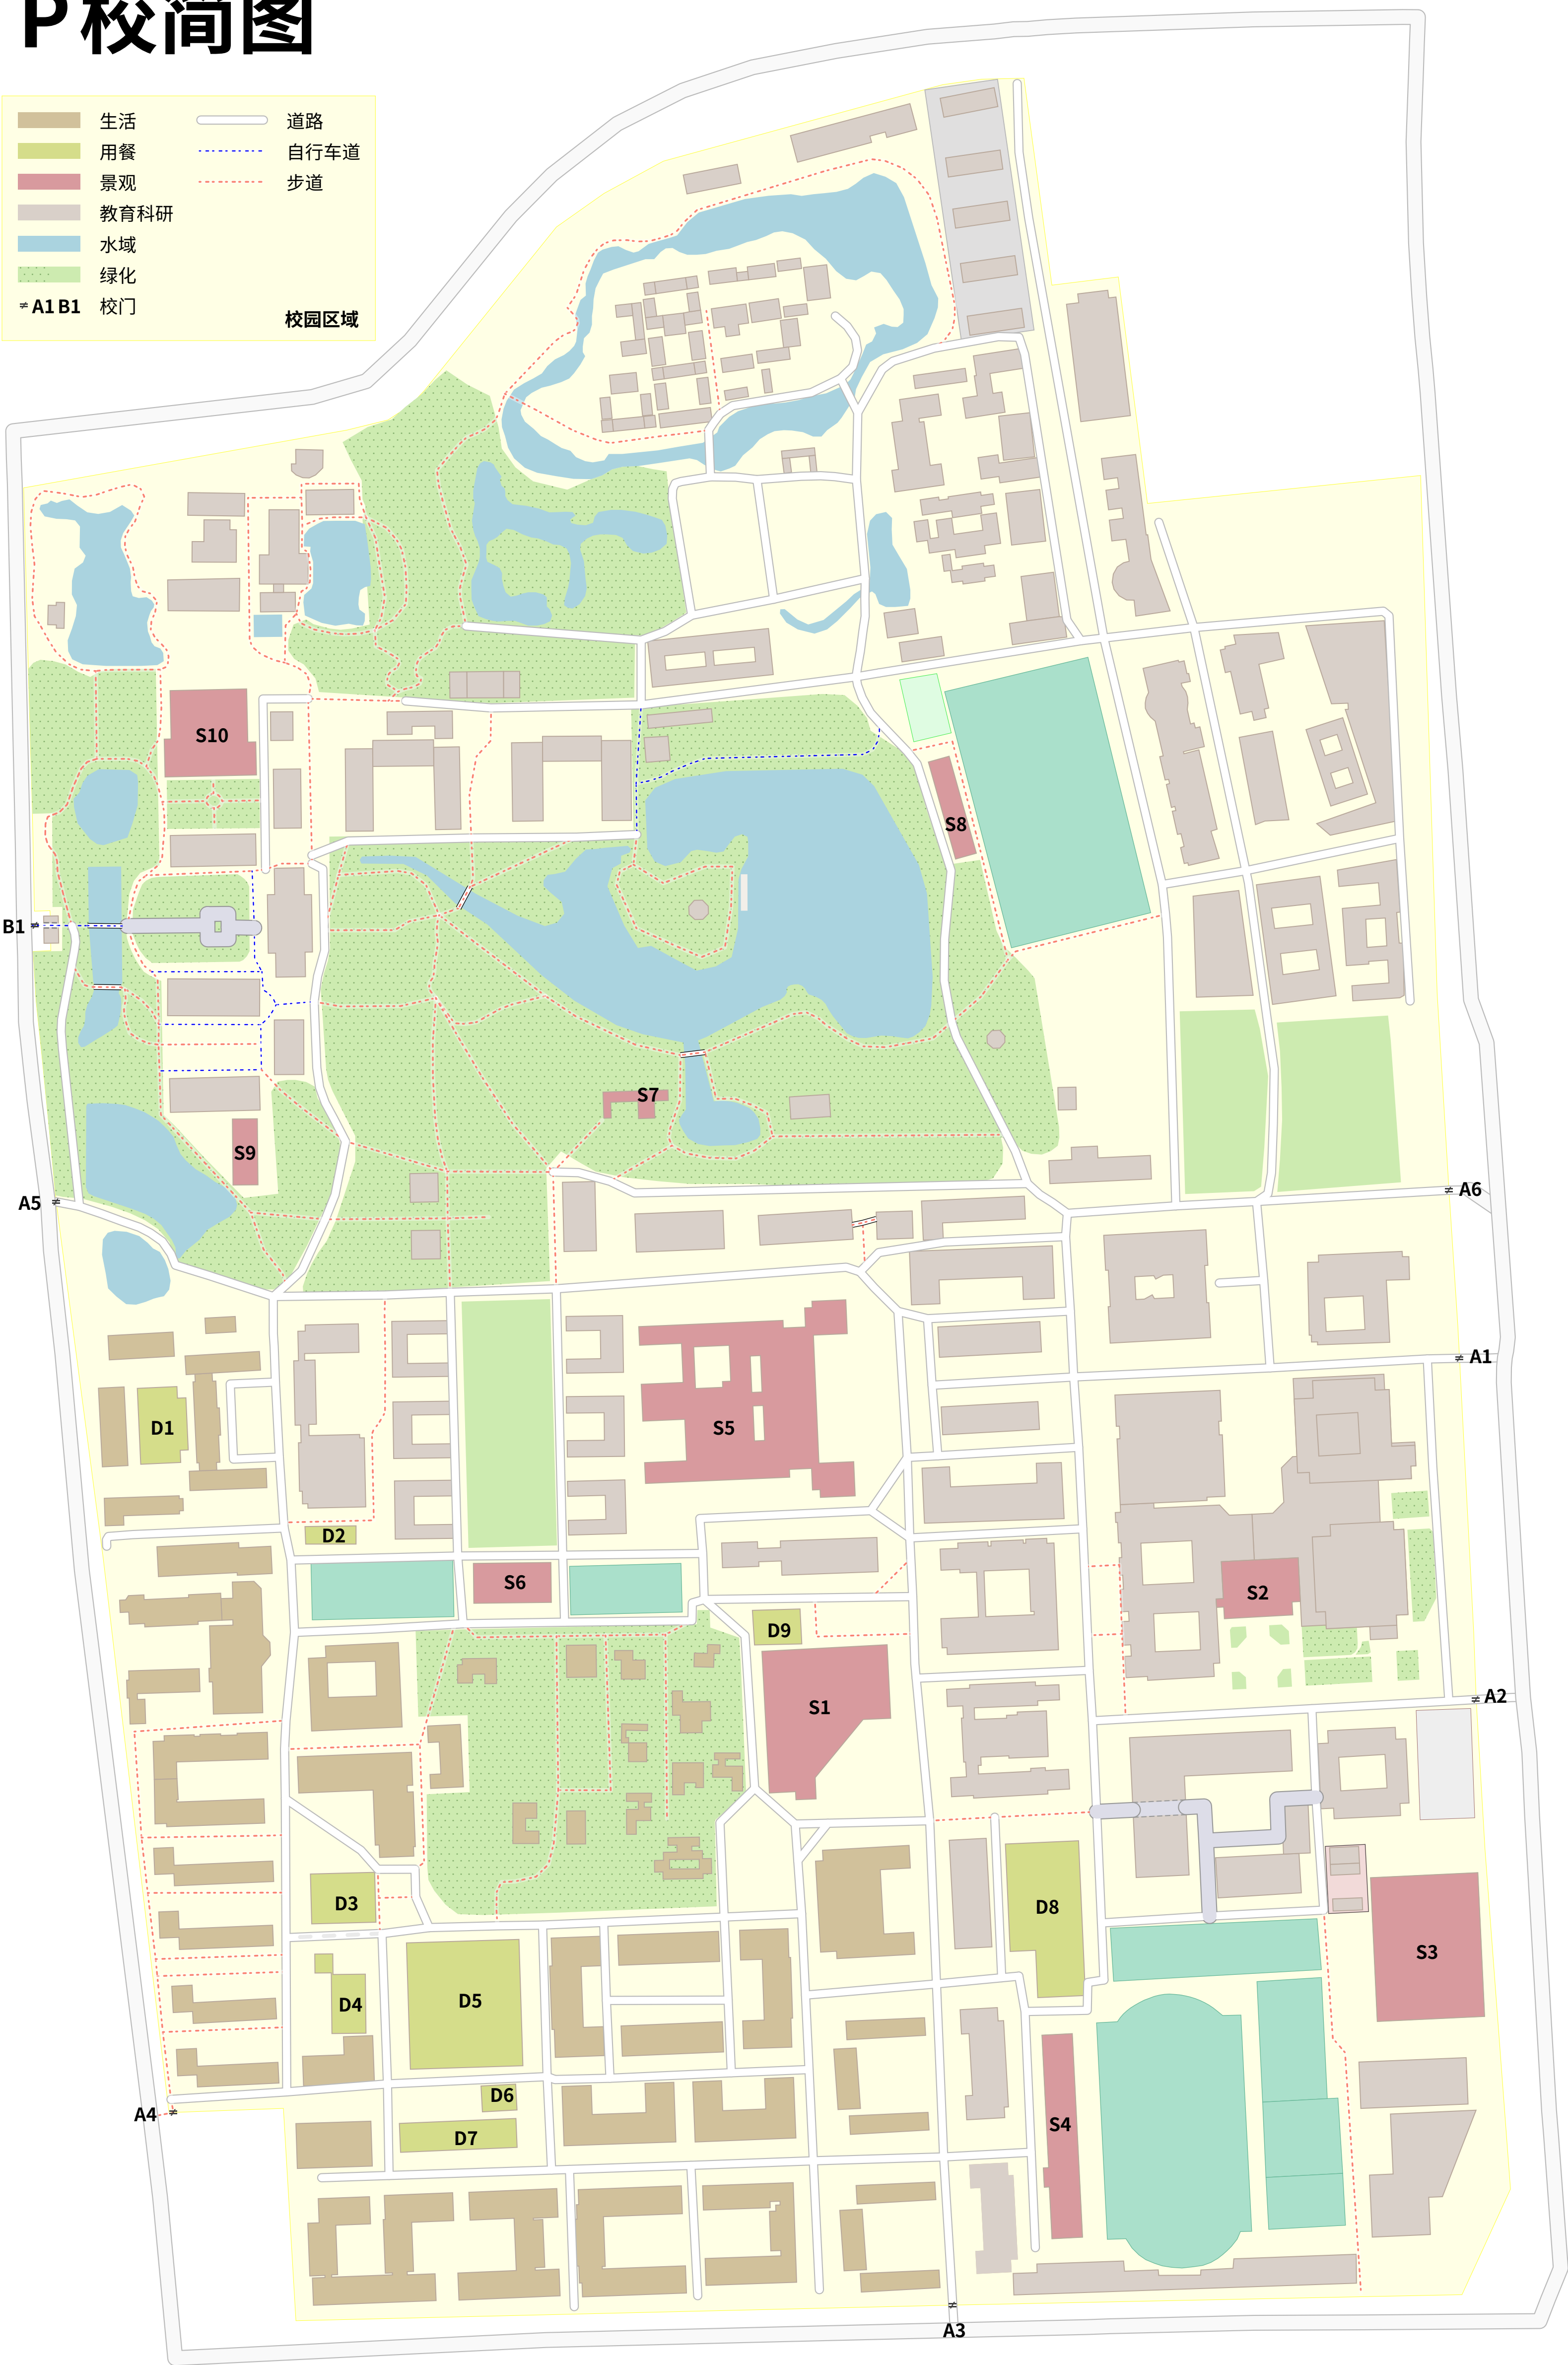 P校简图
生活
道路
用餐
自行车道
景观
步道
教育科研
水域
绿化
A1 B1 校门
校园区域
S10
S8
B1
S7
S9
A5
A6
A1
D1
S5
D2
S6
S2
D9
A2
S1
D3
D8
S3
D4
D5
D6
A4
S4
D7
A3